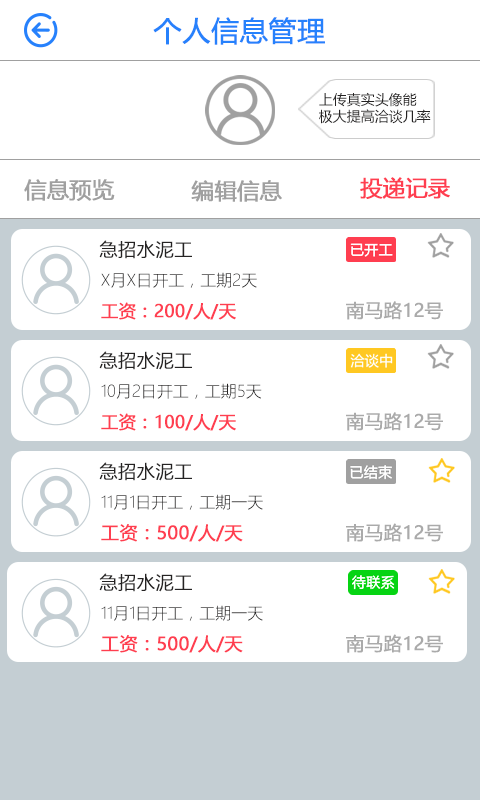 个人信息管理
上传真实头像能
极大提高洽谈几率
信息预览 编辑信息 投递记录
急招水泥工 已开工
X月X日开工，工期2天
工资：200/人/天 南马路12号
急招水泥工 洽谈中
10月2日开工，工期5天
工资：100/人/天 南马路12号
急招水泥工 已结束
11月1日开工，工期一天
工资：500/人/天 南马路12号
急招水泥工 待联系
11月1日开工，工期一天
工资：500/人/天 南马路12号